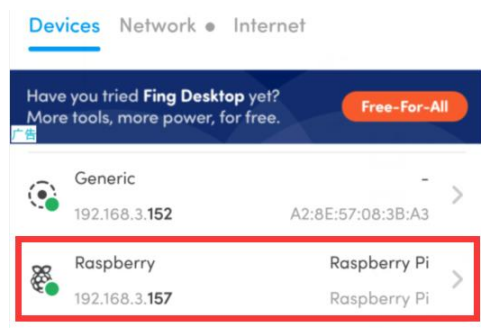 Devices Network Internet
Have you tried Fing Desktop yet?
More tools, more power, for free.
Free-For-All
广告
Generic -
192.168.3.152 A2:8E:57:08:3B:A3
Raspberry Raspberry Pi
192.168.3.157 Raspberry Pi